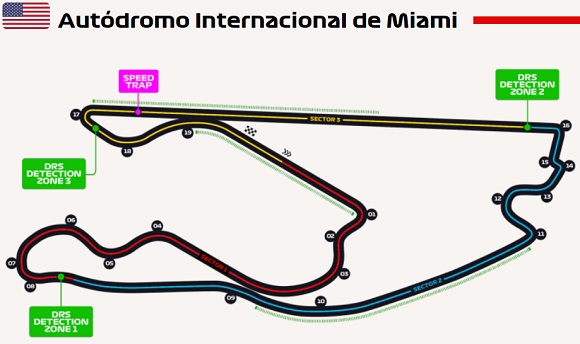 Autódromo Internacional de Miami
SPEED
TRAP
DRS
DETECTION
ZONE 2
17
SECTOR 3
16
19
18
15
14
DRS
DETECTION
ZONE 3
13
12
01
06
04
02
11
05
07
SECTOR 1
03
08
SECTOR 2
09
10
DRS
DETECTION
ZONE 1